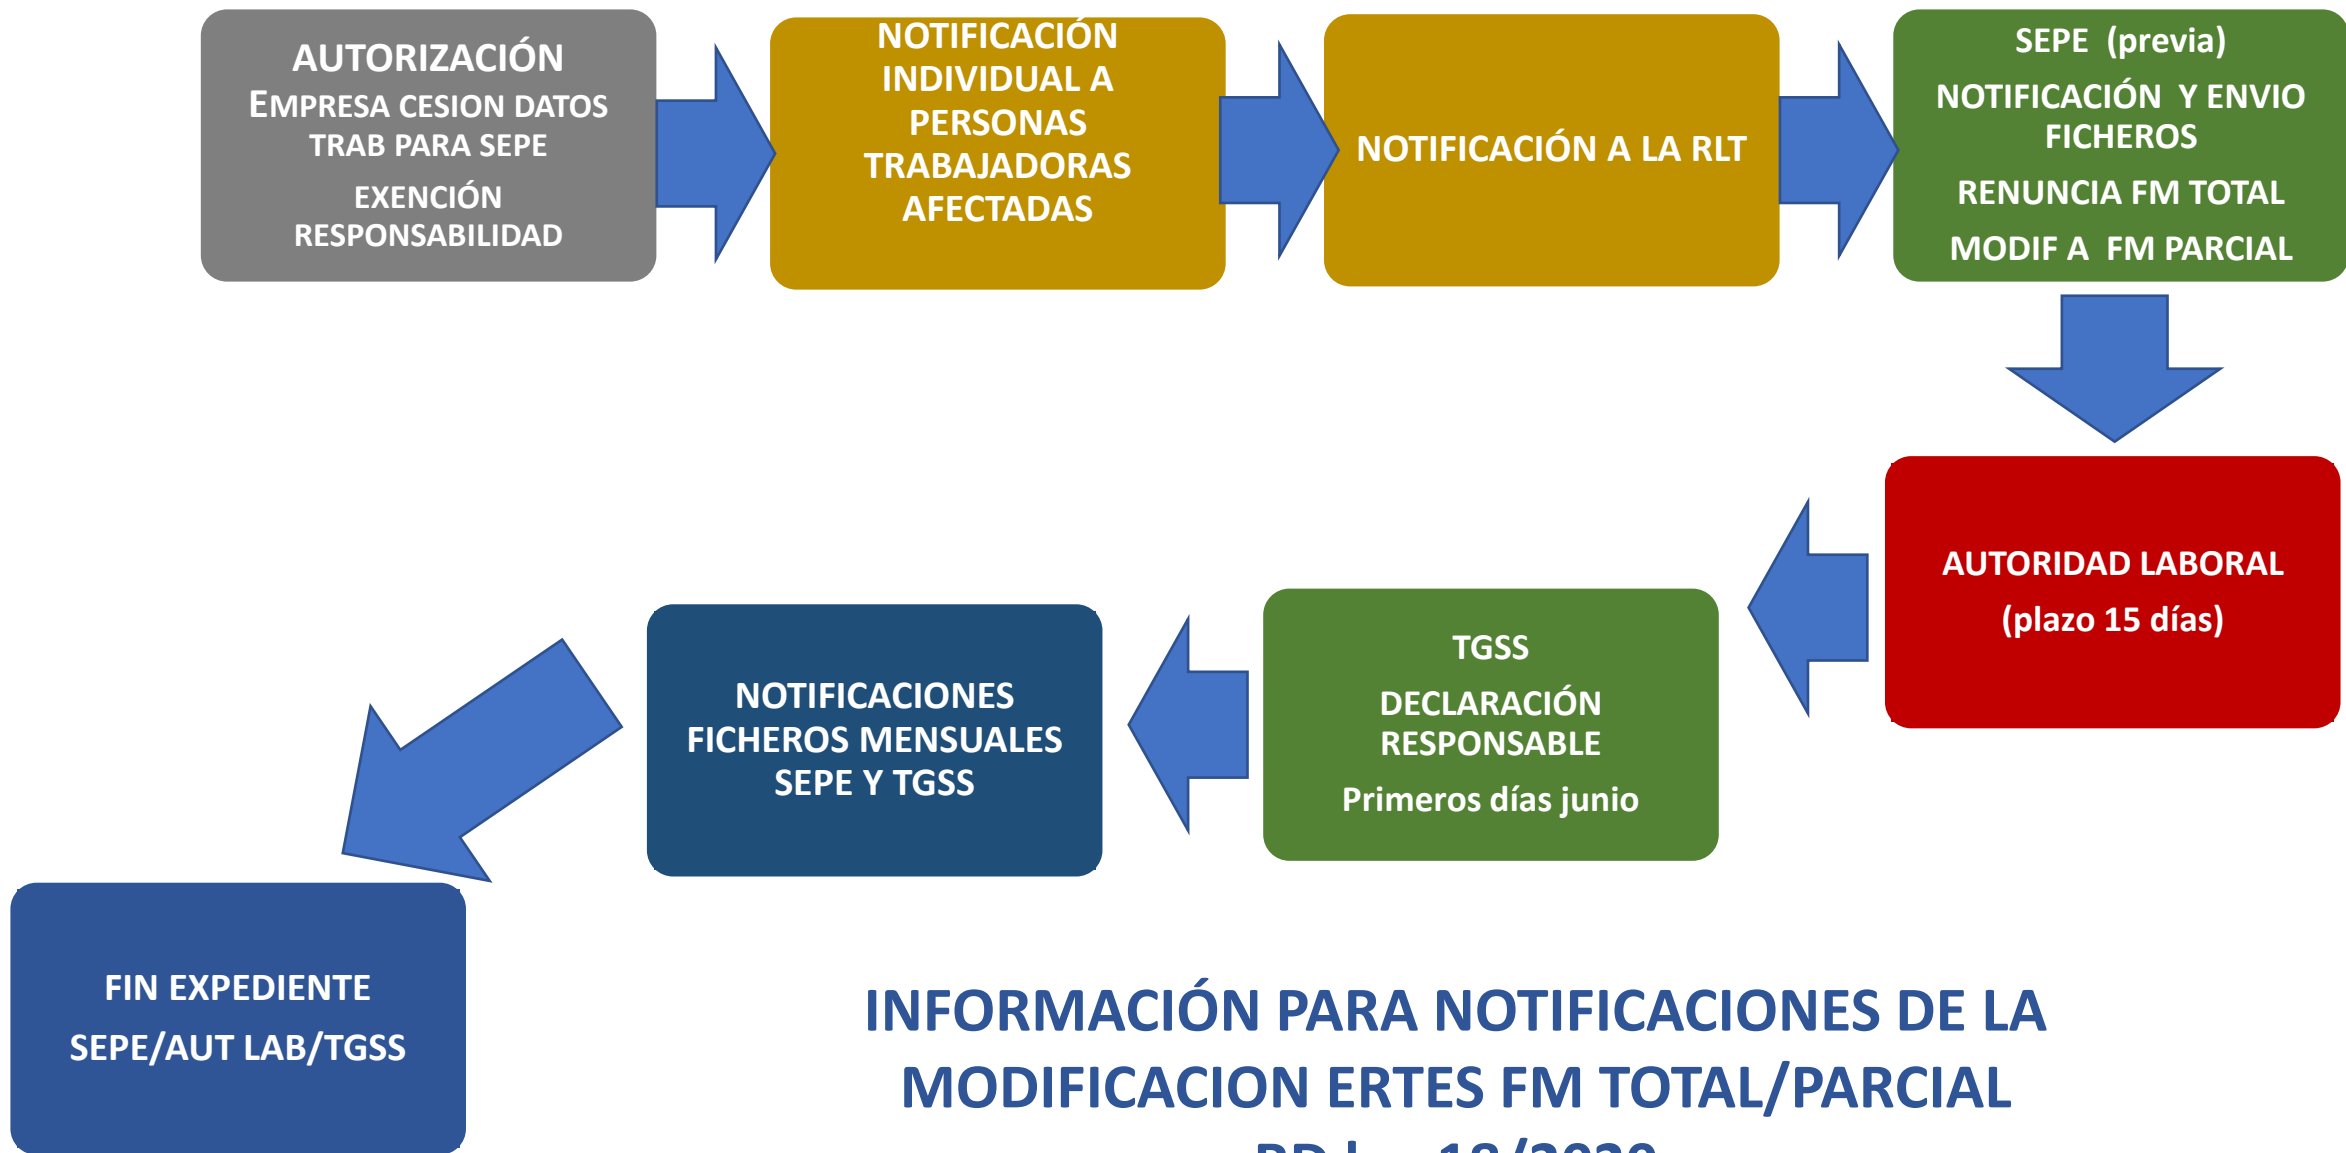 AUTORIZACIÓN
EMPRESA CESION DATOS
TRAB PARA SEPE
EXENCIÓN
RESPONSABILIDAD
NOTIFICACIÓN
INDIVIDUAL A
PERSONAS
TRABAJADORAS
AFECTADAS
NOTIFICACIÓN A LA RLT
SEPE (previa)
NOTIFICACIÓN Y ENVIO
FICHEROS
RENUNCIA FM TOTAL
MODIF A FM PARCIAL
AUTORIDAD LABORAL
(plazo 15 días)
TGSS
DECLARACIÓN
RESPONSABLE
Primeros días junio
NOTIFICACIONES
FICHEROS MENSUALES
SEPE Y TGSS
FIN EXPEDIENTE
SEPE/AUT LAB/TGSS
INFORMACIÓN PARA NOTIFICACIONES DE LA
MODIFICACION ERTES FM TOTAL/PARCIAL
18/2020